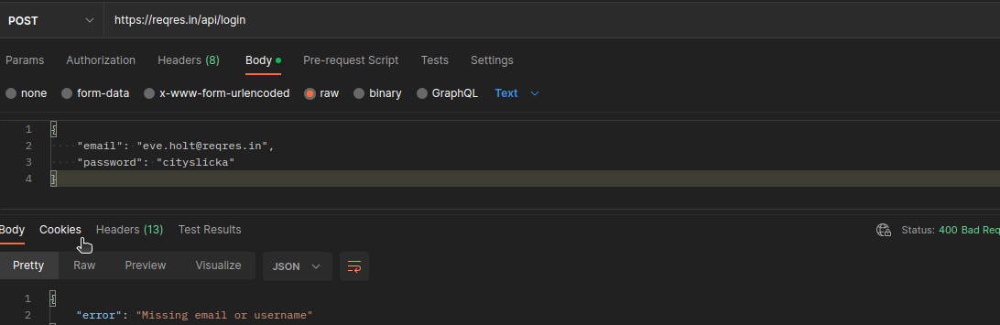 POST https://reqres.in/api/login
Params Authorization Headers (8) Body Pre-request Script Tests Settings
none form-data x-www-form-urlencoded raw binary GraphQL Text
1 {
2 "email": "eve.holt@reqres.in",
3 "password": "cityslicka"
4 }
Body Cookies Headers (13) Test Results Status: 400 Bad Req
Pretty Raw Preview Visualize JSON
1 {
2 "error": "Missing email or username"